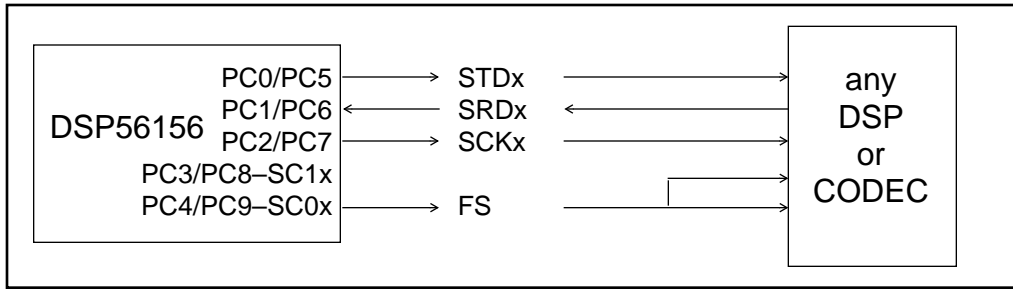 PC0/PC5 STDx
PC1/PC6 SRDx
DSP56156
PC2/PC7 SCKx
PC3/PC8–SC1x
PC4/PC9–SC0x FS
any
DSP
or
CODEC